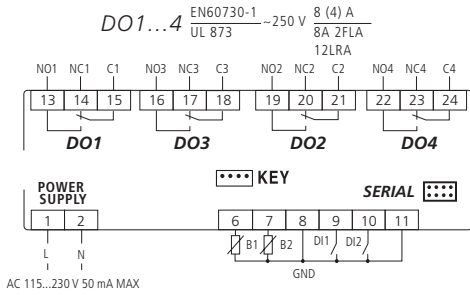 DO1...4 EN60730-1 ~250 V 8 (4) A
UL 873 8A 2FLA
12LRA
NO1 NC1 C1 NO3 NC3 C3 NO2 NC2 C2 NO4 NC4 C4
13 14 15 16 17 18 19 20 21 22 23 24
DO1 DO3 DO2 DO4
KEY
POWER
SUPPLY
SERIAL
1 2 6 7 8 9 10 11
L N B1 B2 DI1 DI2
GND
AC 115...230 V 50 mA MAX